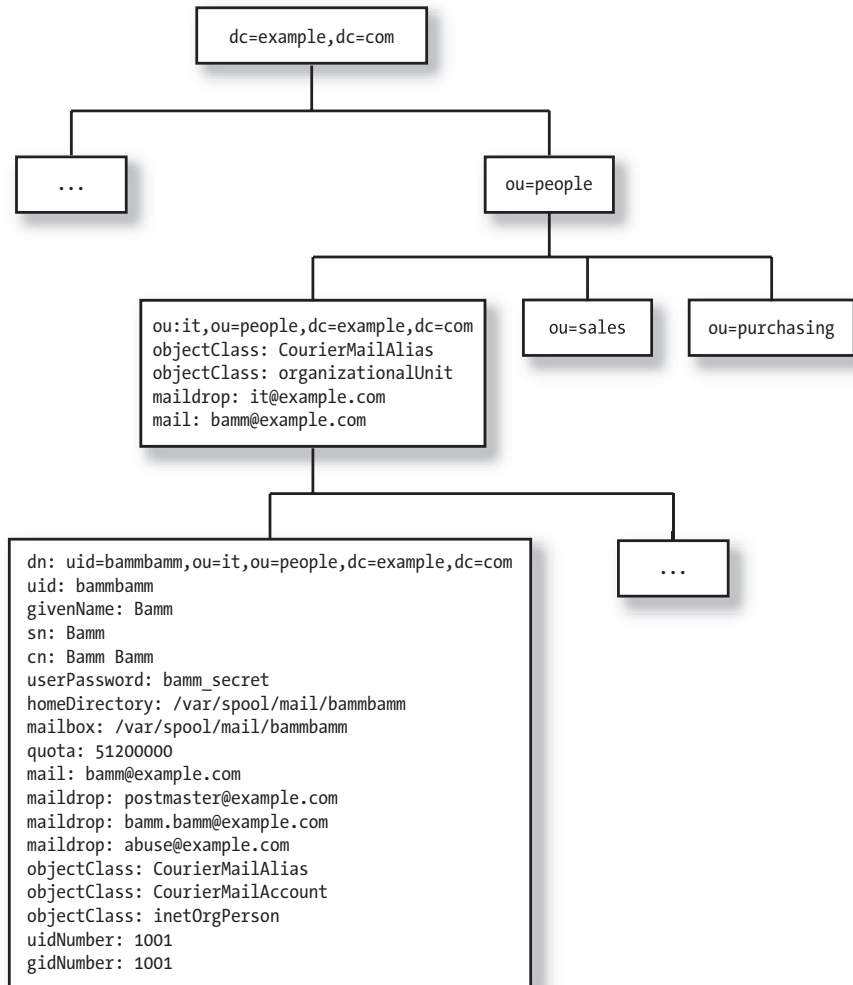 dc=example,dc=com
...
ou=people
ou:it,ou=people,dc=example,dc=com
objectClass: CourierMailAlias
objectClass: organizationalUnit
maildrop: it@example.com
mail: bamm@example.com
ou=sales
ou=purchasing
dn: uid=bammbamm,ou=it,ou=people,dc=example,dc=com
uid: bammbamm
givenName: Bamm
sn: Bamm
cn: Bamm Bamm
userPassword: bamm_secret
homeDirectory: /var/spool/mail/bammbamm
mailbox: /var/spool/mail/bammbamm
quota: 51200000
mail: bamm@example.com
maildrop: postmaster@example.com
maildrop: bamm.bamm@example.com
maildrop: abuse@example.com
objectClass: CourierMailAlias
objectClass: CourierMailAccount
objectClass: inetOrgPerson
uidNumber: 1001
gidNumber: 1001
...